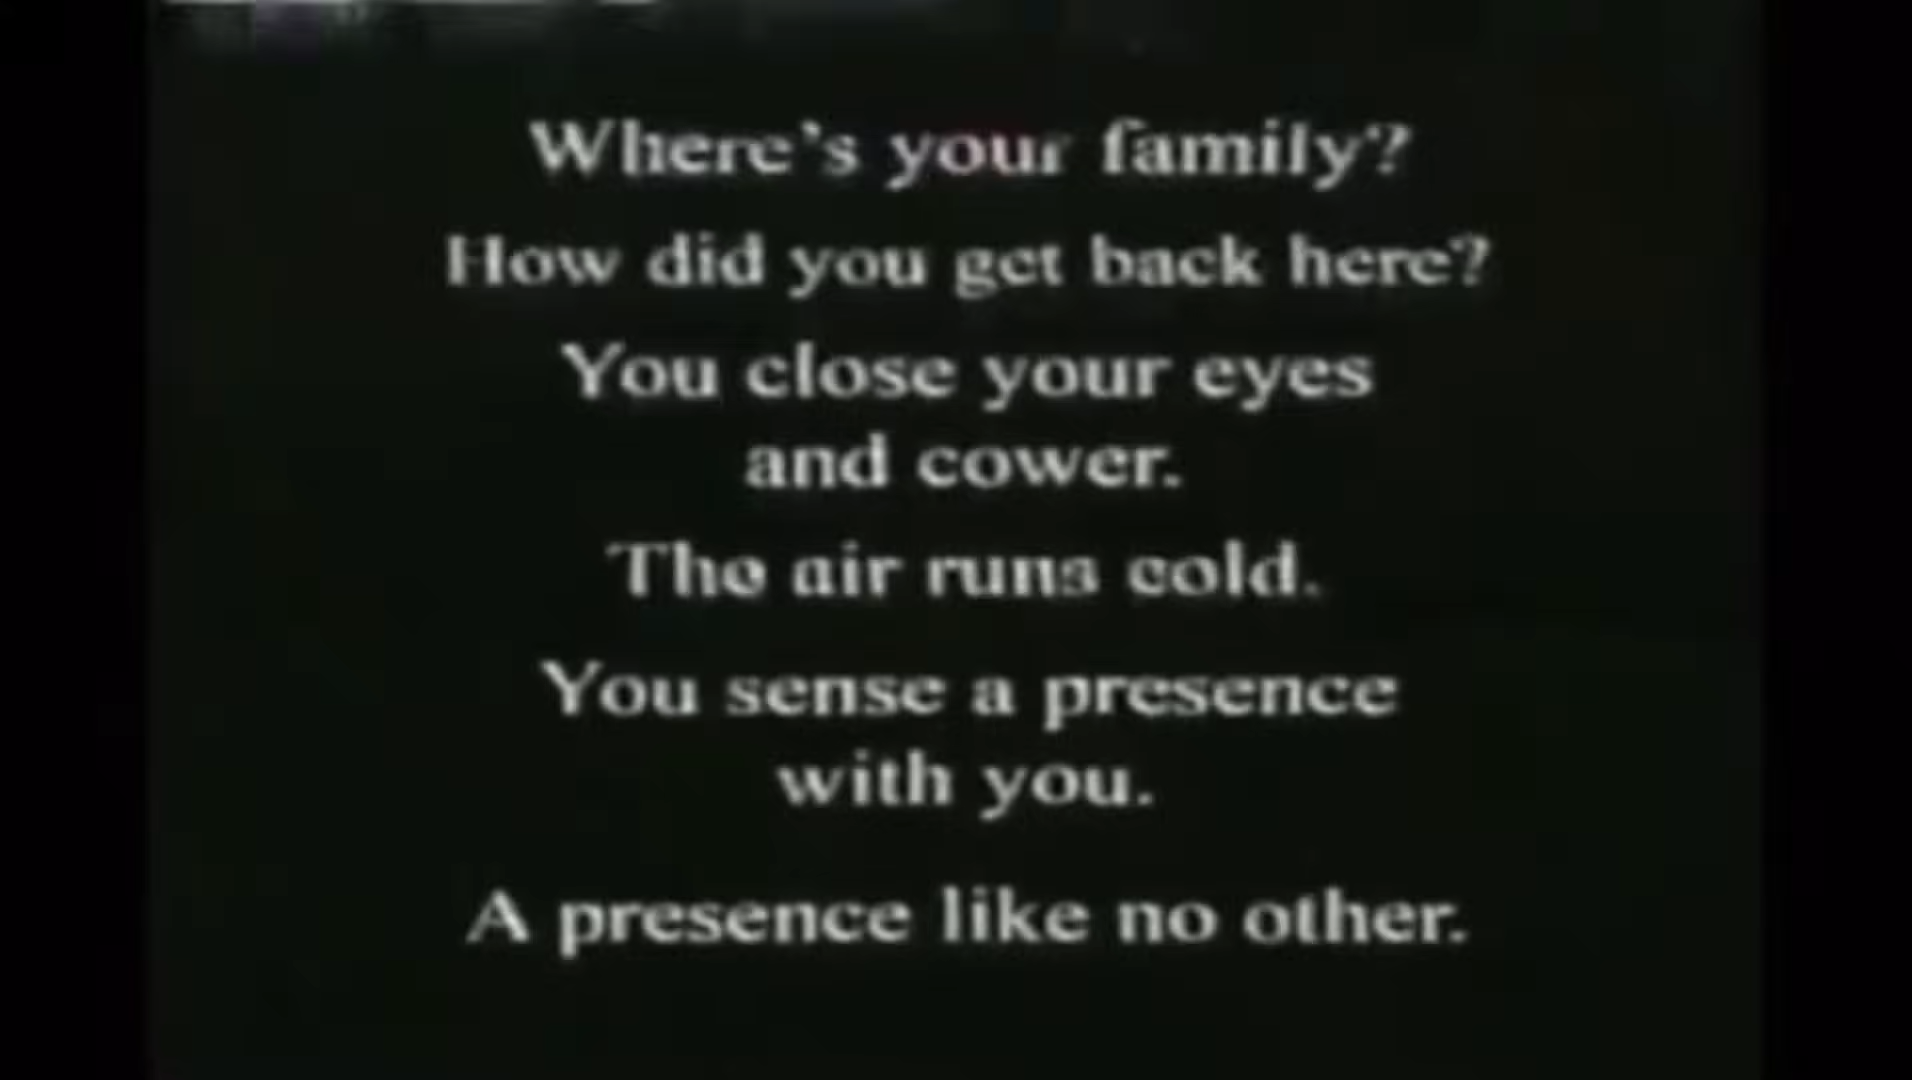 Where's your family?
How did you get back here?
You close your eyes
and cower.
The air runs cold.
You sense a presence
with you.
A presence like no other.